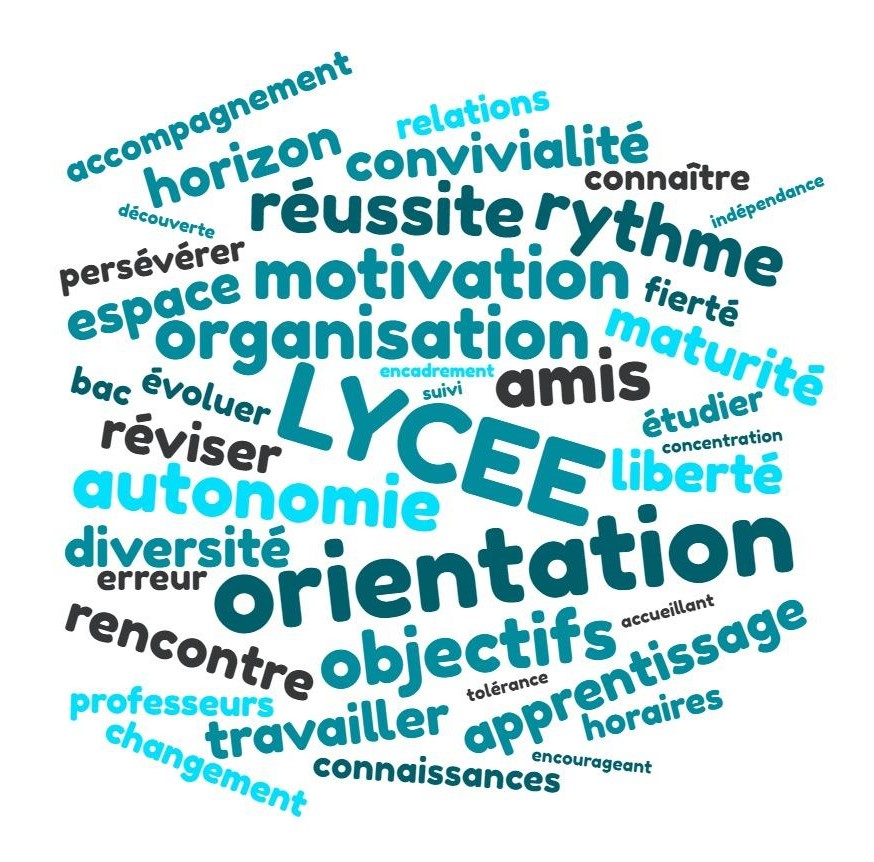 accompagnement
relations
horizon
convivialité
connaître
indépendance
découverte
réussite
rythme
persévérer
motivation
espace
fierté
organisation
maturité
encadrement
amis
suivi
bac
évoluer
LYCEE
étudier
réviser
concentration
liberté
autonomie
diversité
orientation
erreur
rencontre
objectifs
accueillant
apprentissage
tolérance
professeurs
travailler
horaires
changement
connaissances
encourageant